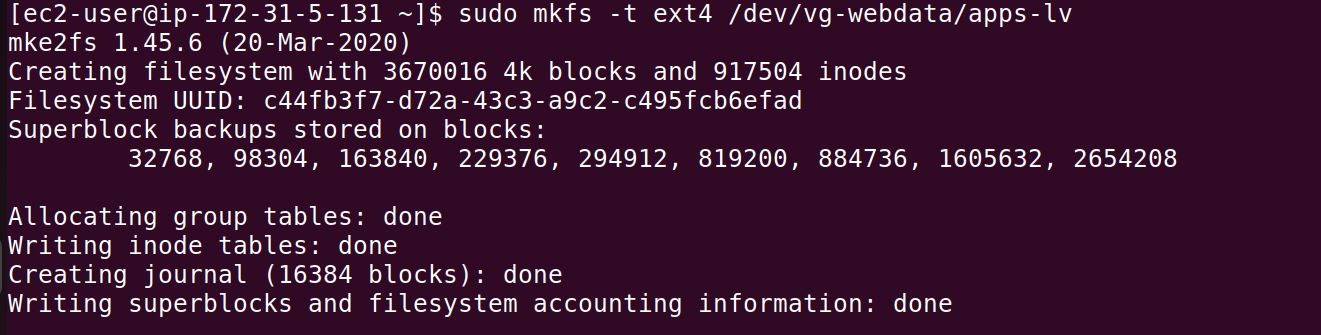 [ec2-user@ip-172-31-5-131 ~]$ sudo mkfs -t ext4 /dev/vg-webdata/apps-lv
mke2fs 1.45.6 (20-Mar-2020)
Creating filesystem with 3670016 4k blocks and 917504 inodes
Filesystem UUID: c44fb3f7-d72a-43c3-a9c2-c495fcb6efad
Superblock backups stored on blocks:
32768, 98304, 163840, 229376, 294912, 819200, 884736, 1605632, 2654208
Allocating group tables: done
Writing inode tables: done
Creating journal (16384 blocks): done
Writing superblocks and filesystem accounting information: done